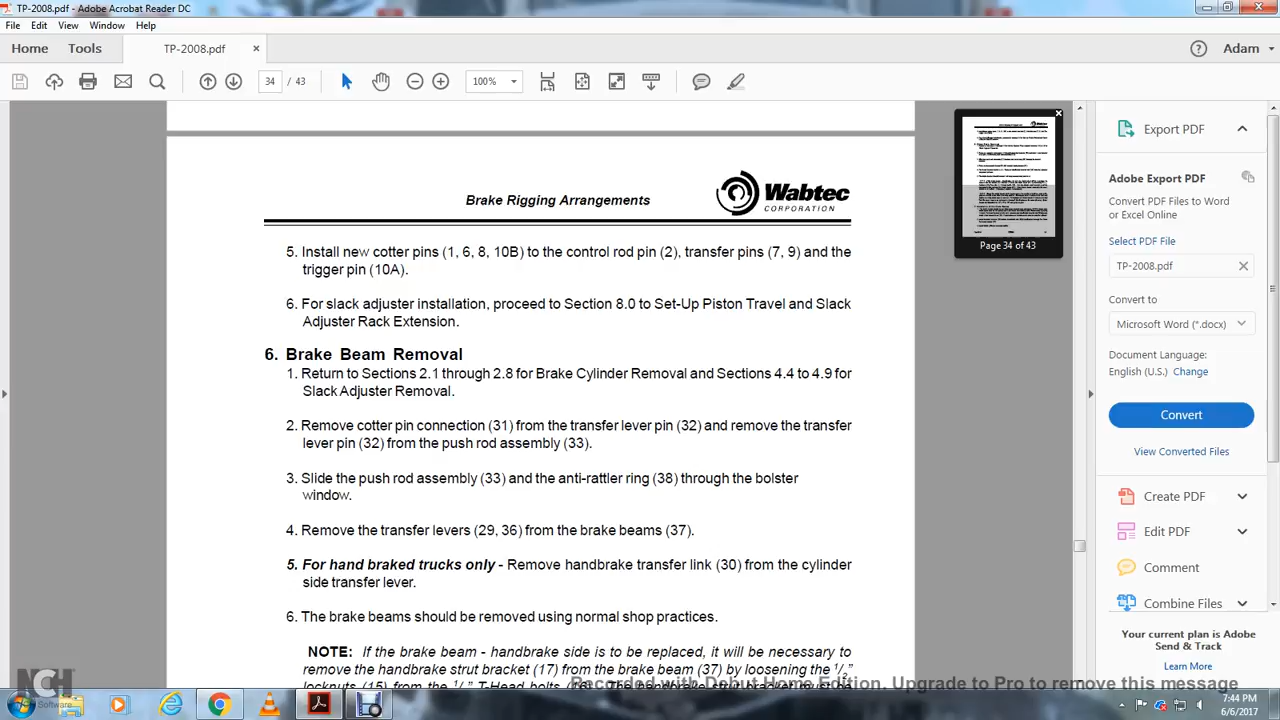 TP-2008.pdf - Adobe Acrobat Reader DC
File Edit View Window Help
Home Tools TP-2008.pdf × Adam
34 / 43 100%
Wabtec
CORPORATION
Brake Rigging Arrangements
5. Install new cotter pins (1, 6, 8, 10B) to the control rod pin (2), transfer pins (7, 9) and the
trigger pin (10A).
6. For slack adjuster installation, proceed to Section 8.0 to Set-Up Piston Travel and Slack
Adjuster Rack Extension.
6. Brake Beam Removal
1. Return to Sections 2.1 through 2.8 for Brake Cylinder Removal and Sections 4.4 to 4.9 for
Slack Adjuster Removal.
2. Remove cotter pin connection (31) from the transfer lever pin (32) and remove the transfer
lever pin (32) from the push rod assembly (33).
3. Slide the push rod assembly (33) and the anti-rattler ring (38) through the bolster
window.
4. Remove the transfer levers (29, 36) from the brake beams (37).
5. For hand braked trucks only - Remove handbrake transfer link (30) from the cylinder
side transfer lever.
6. The brake beams should be removed using normal shop practices.
NOTE: If the brake beam - handbrake side is to be replaced, it will be necessary to
remove the handbrake strut bracket (17) from the brake beam (37) by loosening the
locknuts (15) from the T-Head bolts
Page 34 of 43
Export PDF
Adobe Export PDF
Convert PDF Files to Word
or Excel Online
Select PDF File
TP-2008.pdf
Convert to
Microsoft Word (*.docx)
Document Language:
English (U.S.) Change
Convert
View Converted Files
Create PDF
Edit PDF
Comment
Combine Files
Your current plan is Adobe
Send & Track
Learn More
Recorded with Debut Home Edition. Upgrade to Pro to remove this message
NCH
Software
7:44 PM
6/6/2017